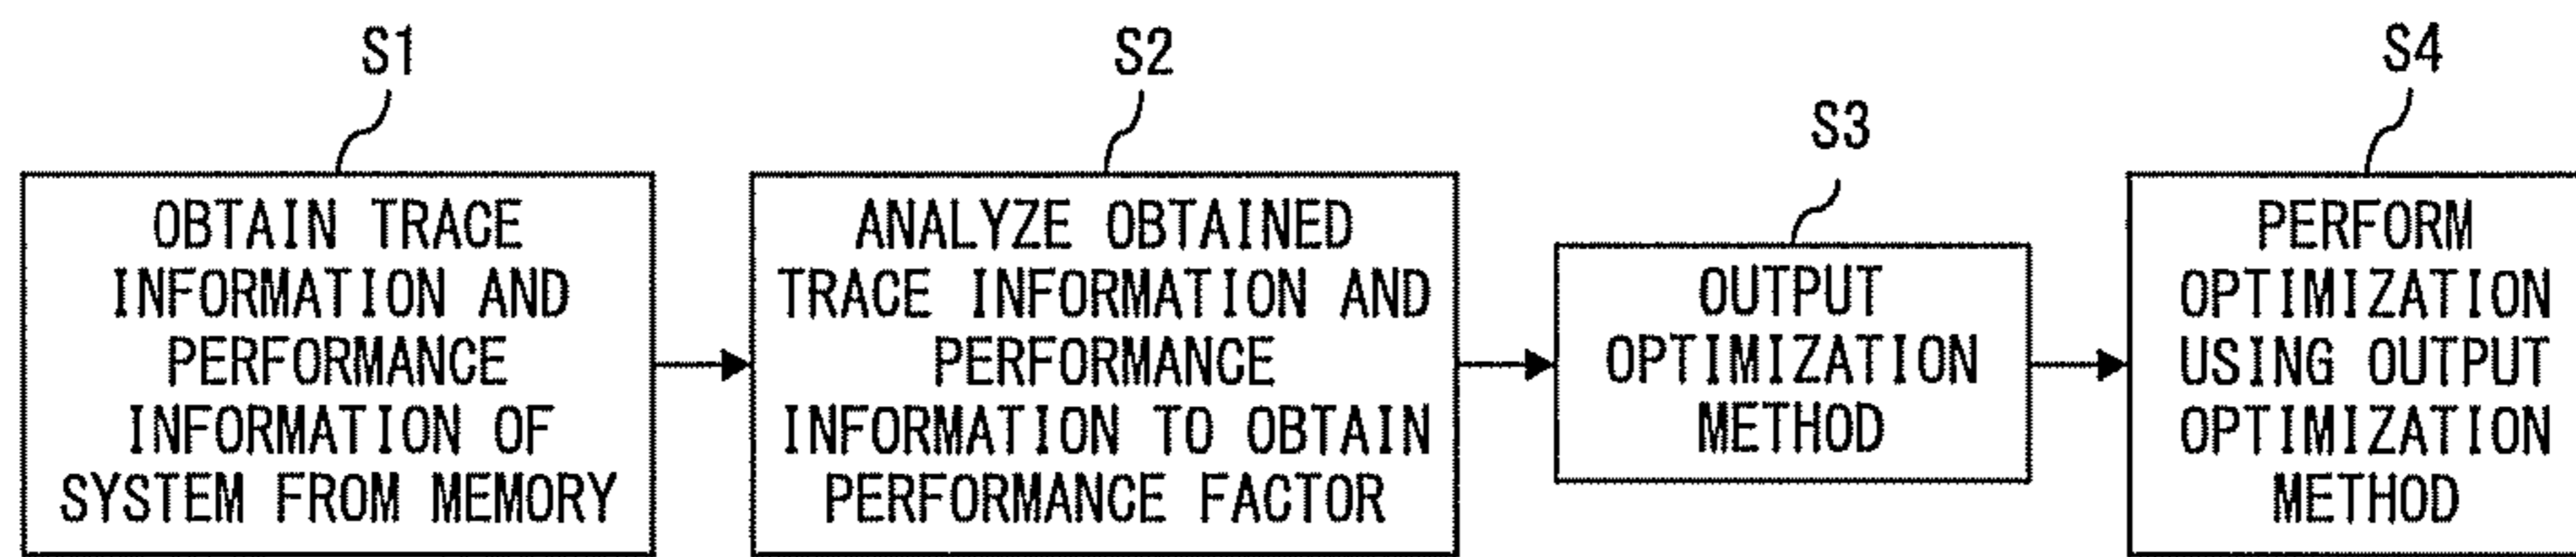 S1
OBTAIN TRACE
INFORMATION AND
PERFORMANCE
INFORMATION OF
SYSTEM FROM MEMORY
S2
ANALYZE OBTAINED
TRACE INFORMATION AND
PERFORMANCE
INFORMATION TO OBTAIN
PERFORMANCE FACTOR
S3
OUTPUT
OPTIMIZATION
METHOD
S4
PERFORM
OPTIMIZATION
USING OUTPUT
OPTIMIZATION
METHOD